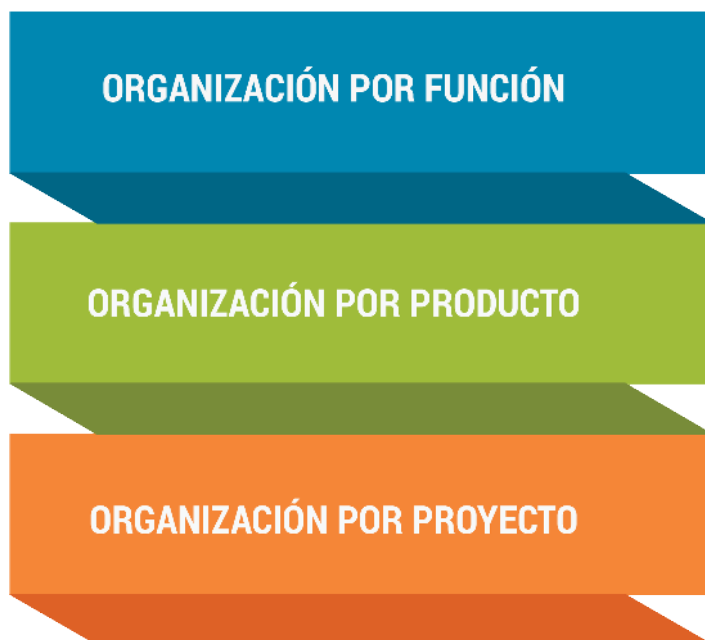 ORGANIZACIÓN POR FUNCIÓN
ORGANIZACIÓN POR PRODUCTO
ORGANIZACIÓN POR PROYECTO